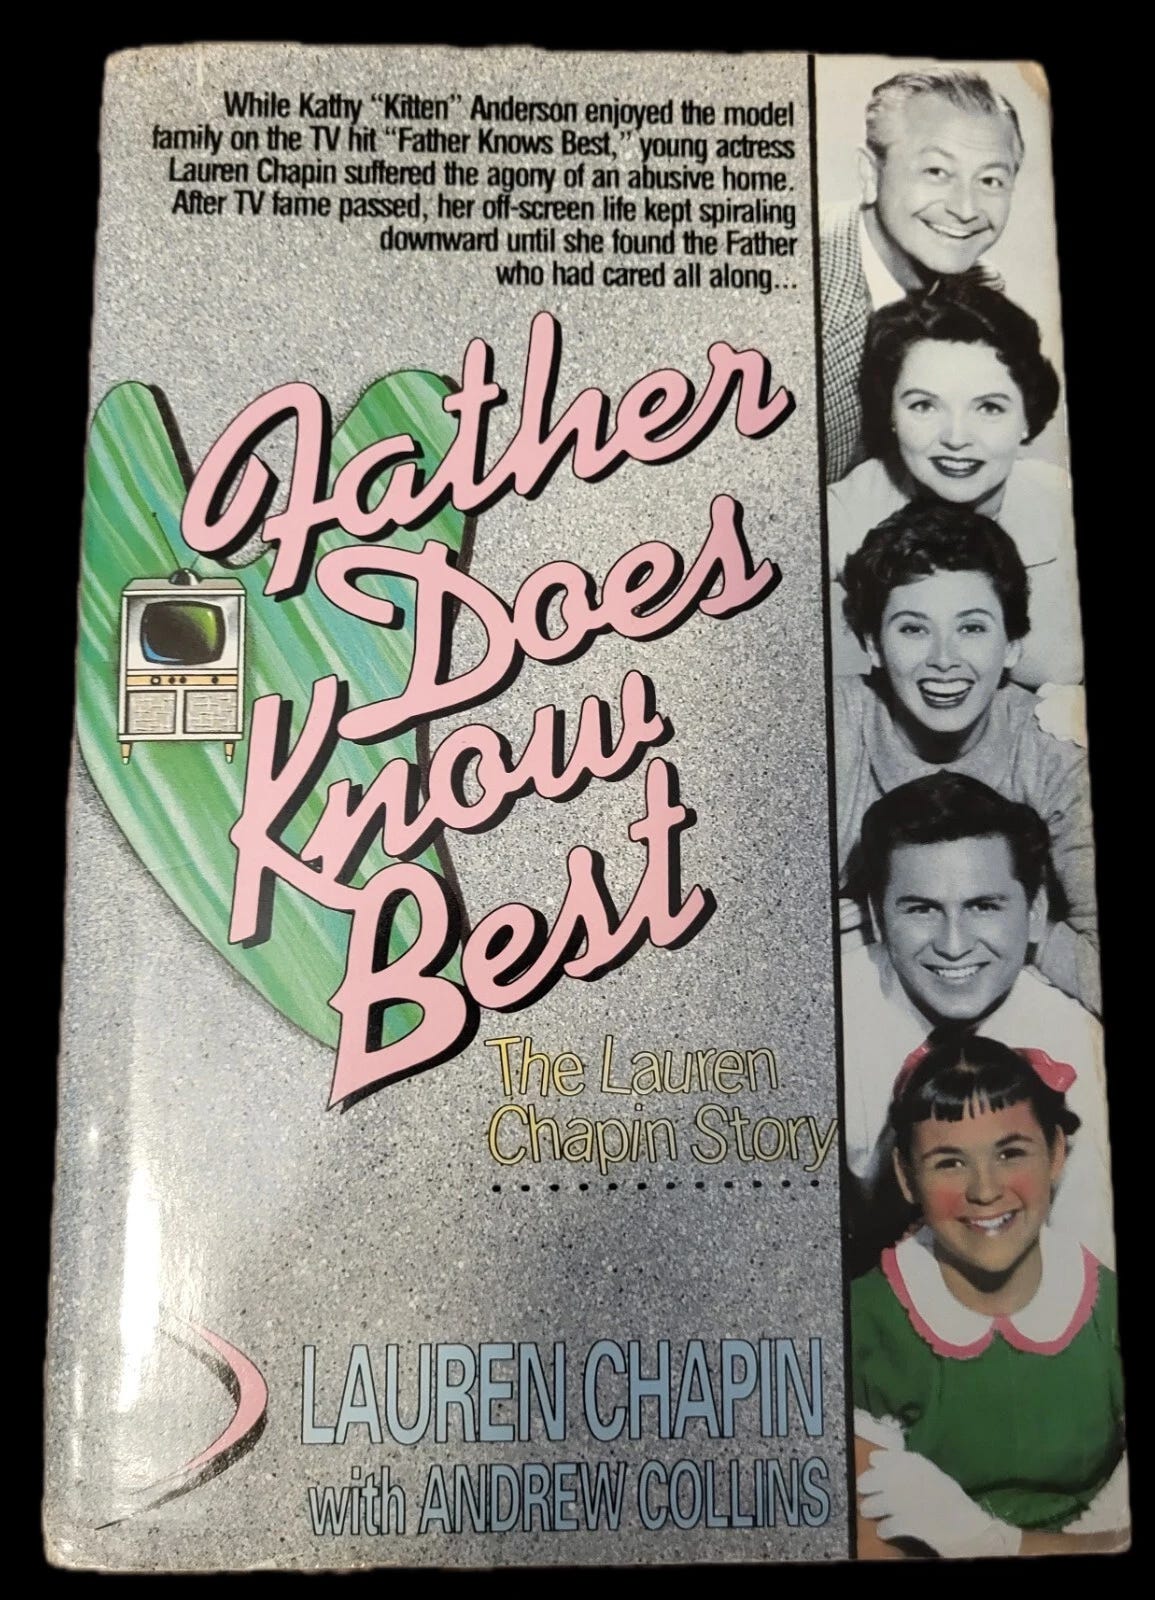 While Kathy "Kitten" Anderson enjoyed the model
family on the TV hit "Father Knows Best," young actress
Lauren Chapin suffered the agony of an abusive home.
After TV fame passed, her off-screen life kept spiraling
downward until she found the Father
who had cared all along...
Father
Does
Know
Best
The Lauren
Chapin Story
LAUREN CHAPIN
with ANDREW COLLINS